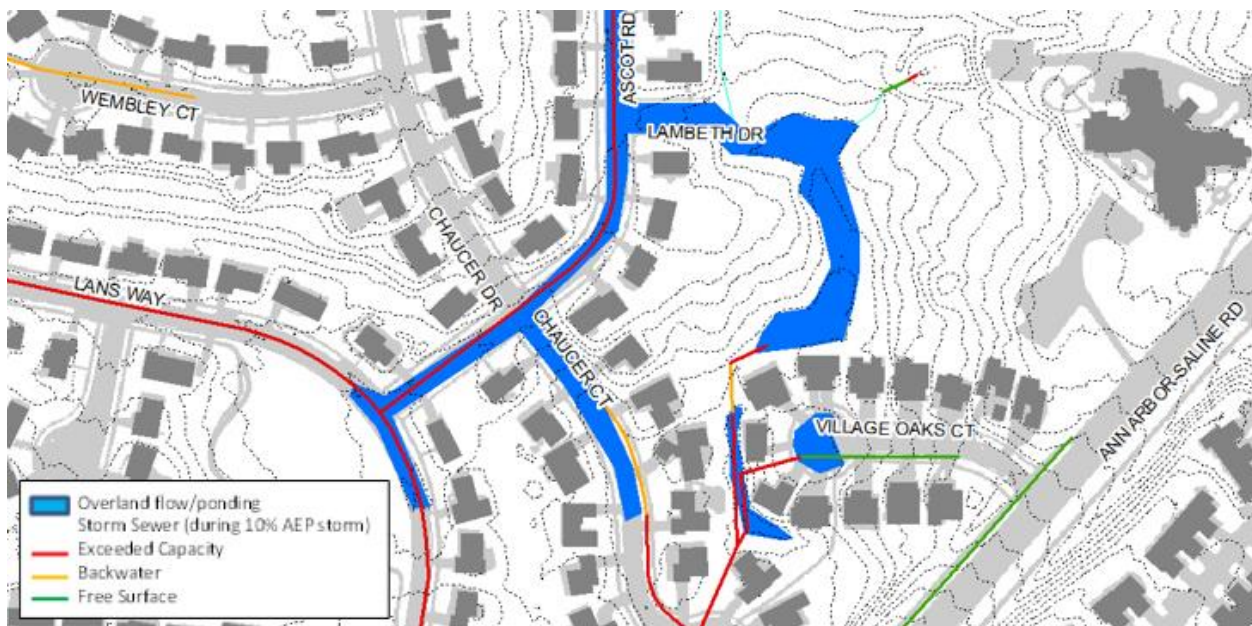 ASCOT RD
WEMBLEY CT
LAMBETH DR
CHAUCER DR
LANS WAY
CHAUCER CT
VILLAGE OAKS CT
ANN ARBOR-SALINE RD
Overland flow/ponding
Storm Sewer (during 10% AEP storm)
Exceeded Capacity
Backwater
Free Surface